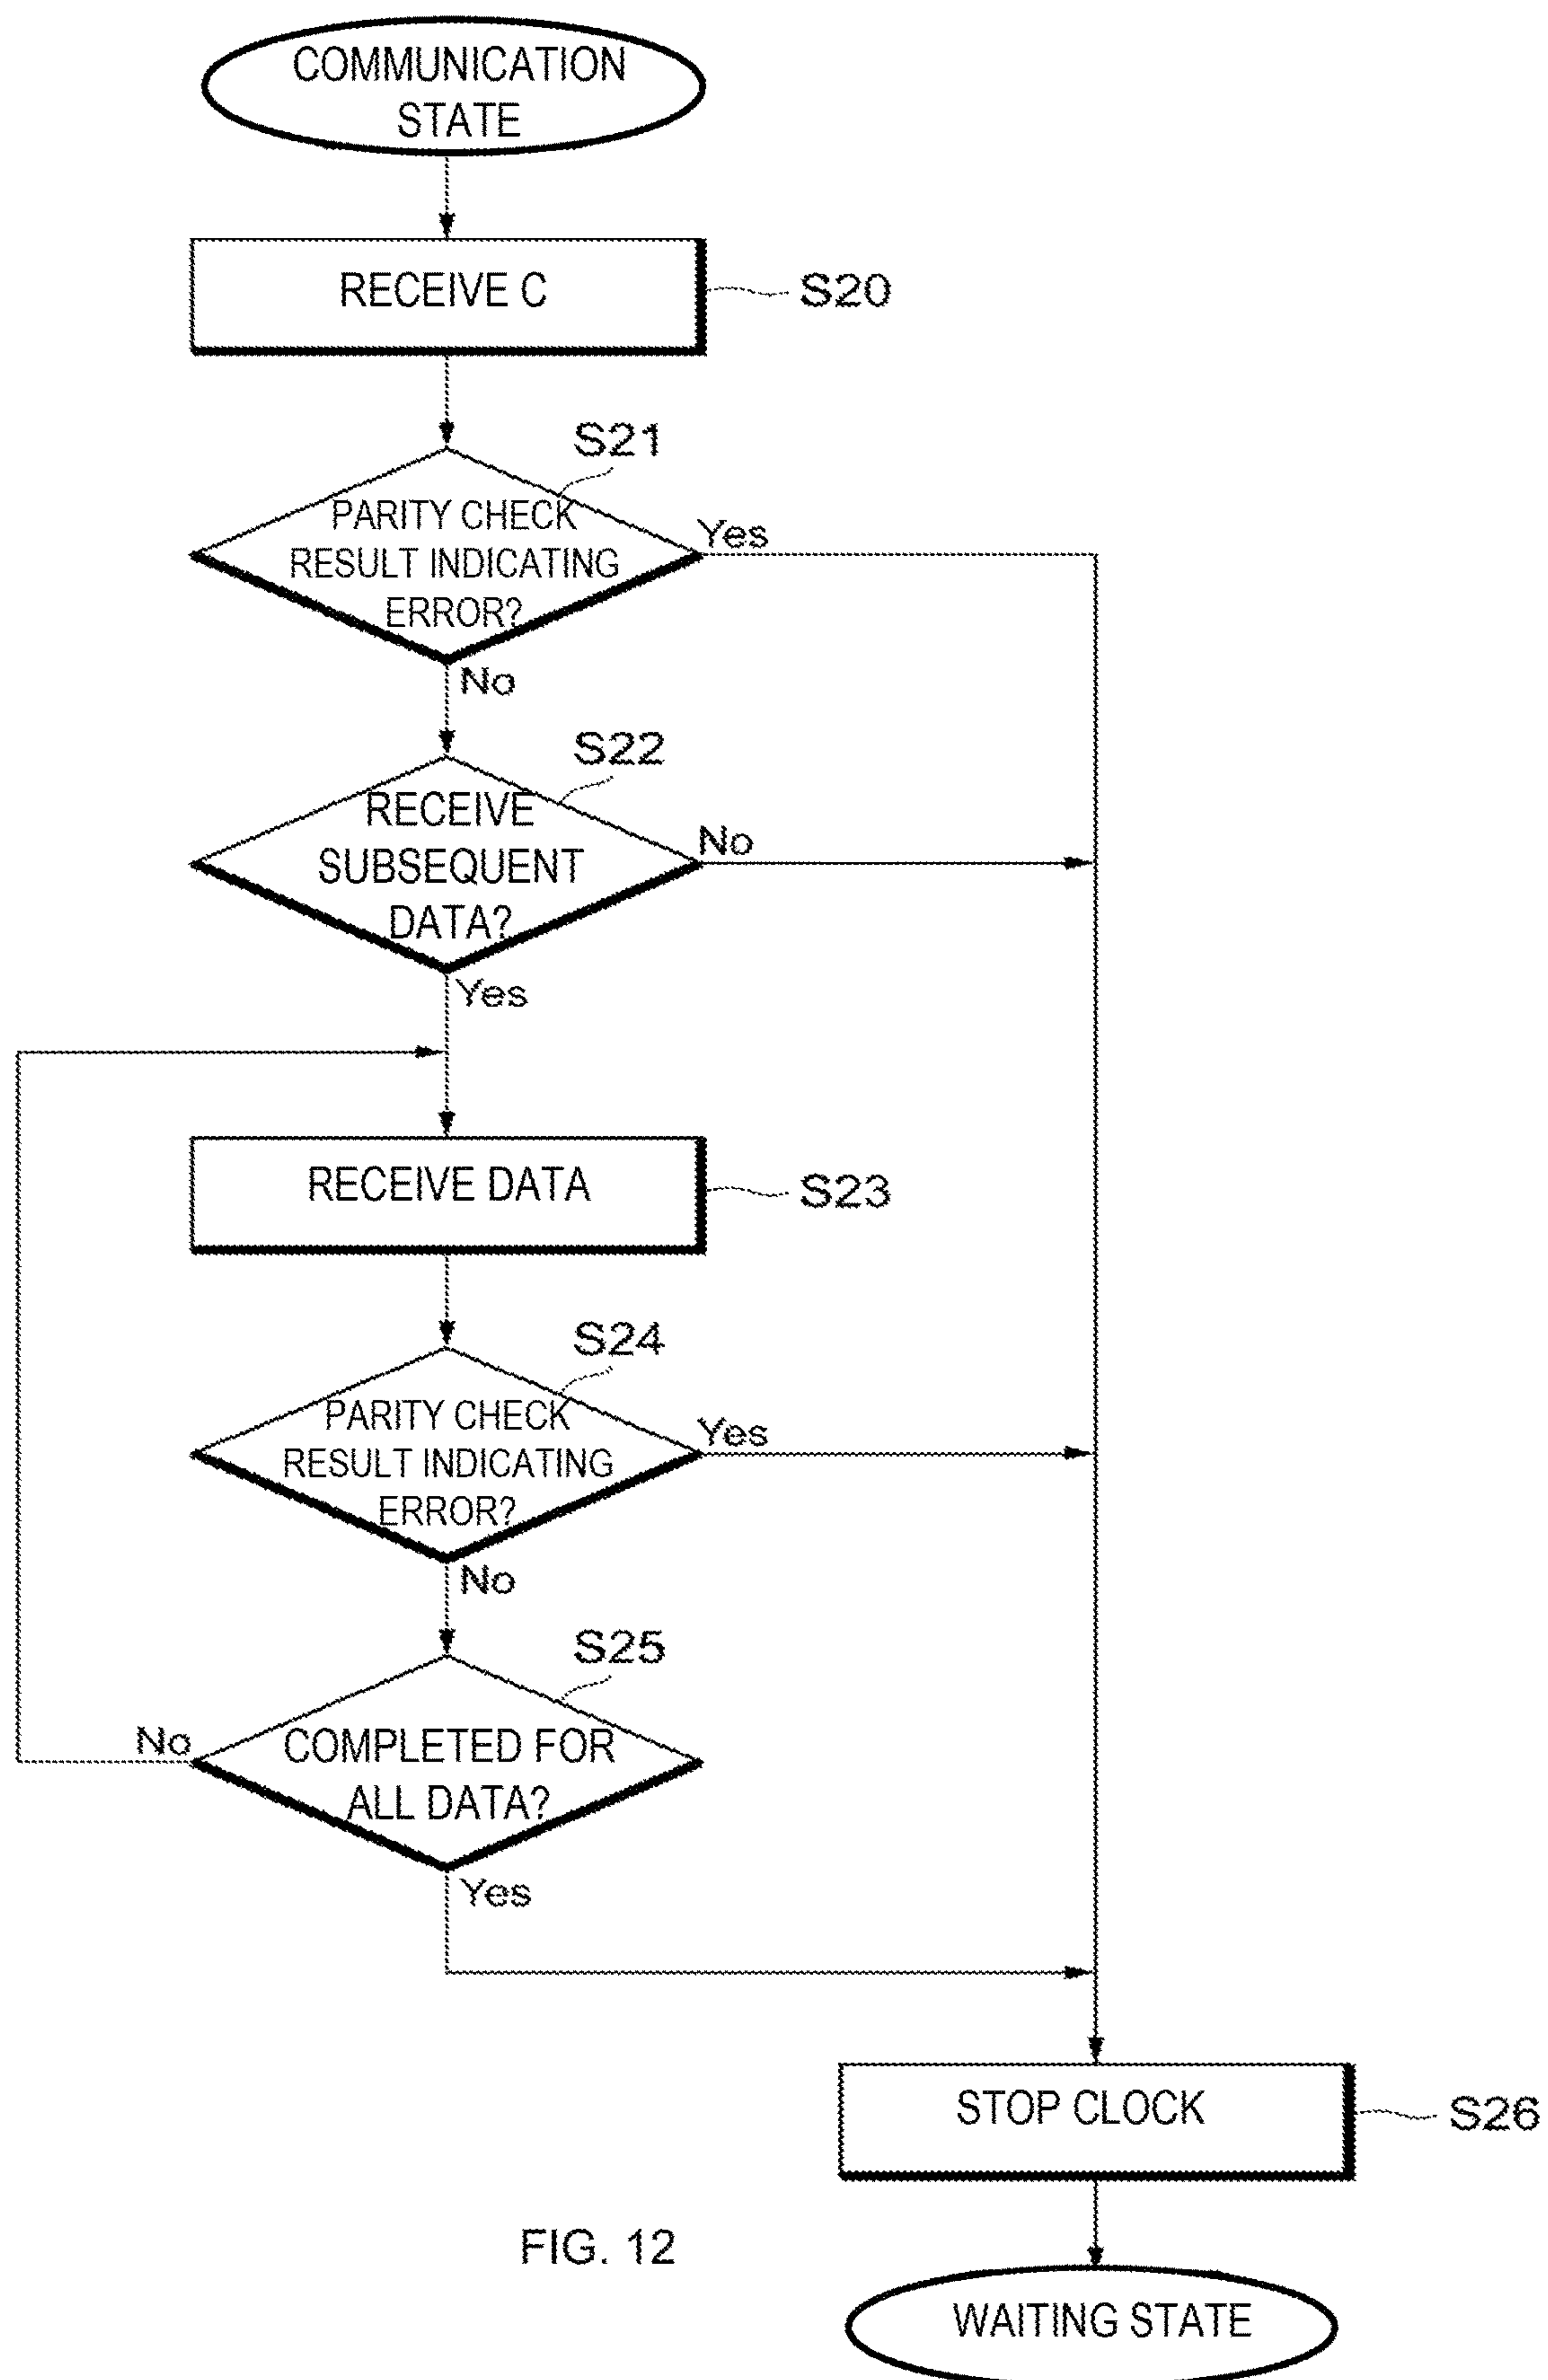 COMMUNICATION
STATE
RECEIVE C
S20
S21
PARITY CHECK
RESULT INDICATING
ERROR?
Yes
No
S22
RECEIVE
SUBSEQUENT
DATA?
No
Yes
RECEIVE DATA
S23
S24
PARITY CHECK
RESULT INDICATING
ERROR?
Yes
No
S25
COMPLETED FOR
ALL DATA?
No
Yes
STOP CLOCK
S26
FIG. 12
WAITING STATE